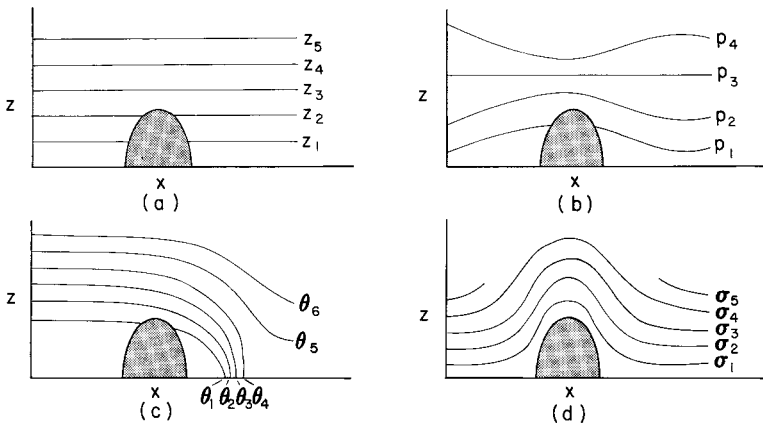 z₅
z₄
z₃
z₂
z₁
Z
X
(a)
p₄
p₃
p₂
p₁
Z
X
(b)
θ₆
θ₅
θ₁ θ₂ θ₃ θ₄
Z
X
(c)
σ₅
σ₄
σ₃
σ₂
σ₁
Z
X
(d)